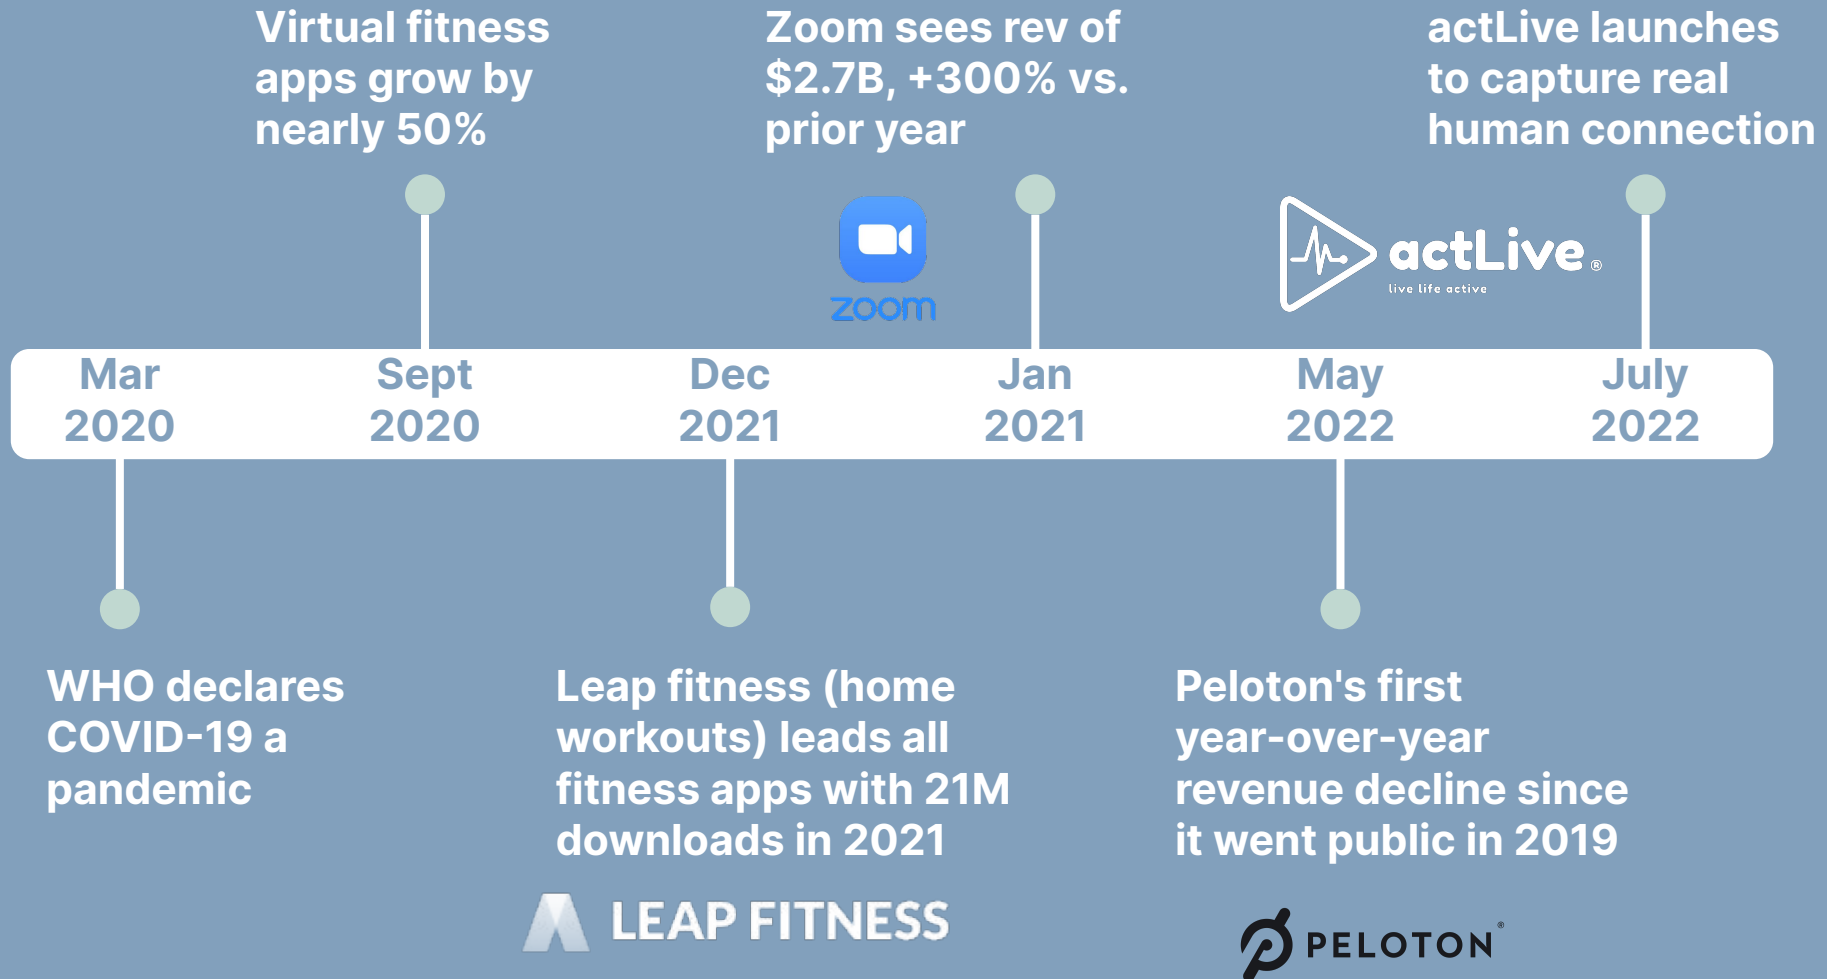 Virtual fitness
apps grow by
nearly 50%
Zoom sees rev of
$2.7B, +300% vs.
prior year
actLive launches
to capture real
human connection
zoom
actLive®
live life active
Mar
2020
Sept
2020
Dec
2021
Jan
2021
May
2022
July
2022
WHO declares
COVID-19 a
pandemic
Leap fitness (home
workouts) leads all
fitness apps with 21M
downloads in 2021
LEAP FITNESS
Peloton's first
year-over-year
revenue decline since
it went public in 2019
PELOTON®